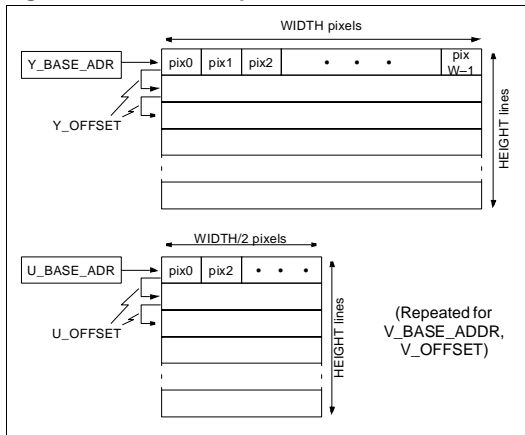 WIDTH pixels
Y_BASE_ADR
pix0 pix1 pix2 • • • pix
W–1
Y_OFFSET
HEIGHT lines
WIDTH/2 pixels
U_BASE_ADR
pix0 pix2 • • •
U_OFFSET
HEIGHT lines
(Repeated for
V_BASE_ADDR,
V_OFFSET)